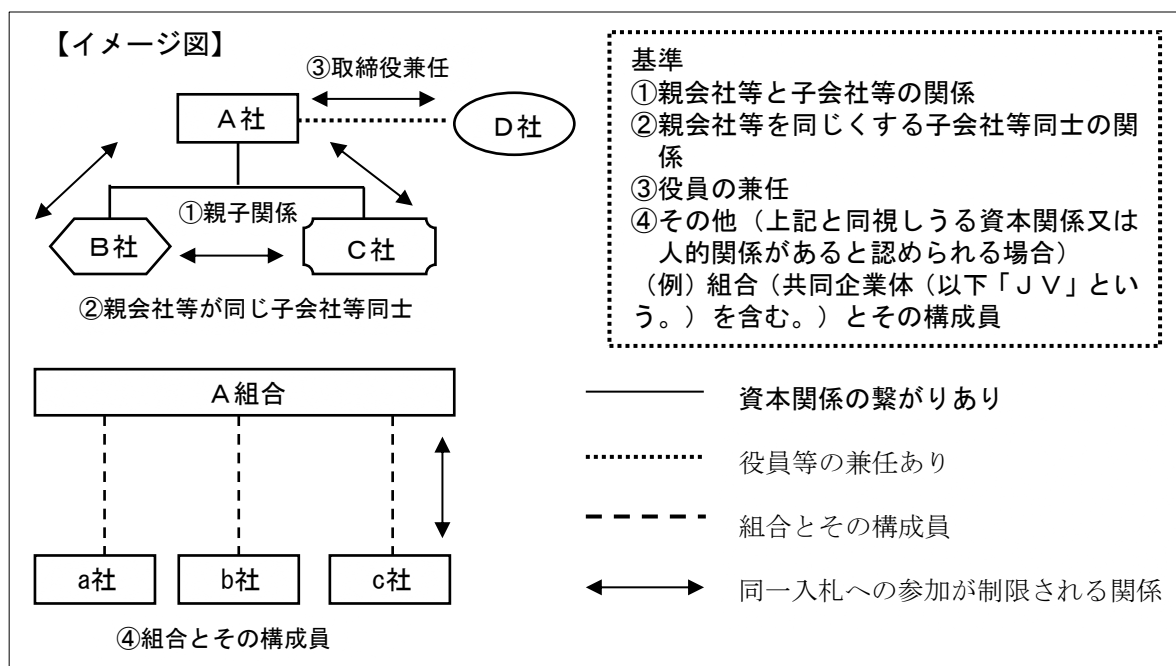 【イメージ図】
③取締役兼任
A社
D社
①親子関係
B社
C社
②親会社等が同じ子会社等同士
基準
①親会社等と子会社等の関係
②親会社等を同じくする子会社等同士の関
係
③役員の兼任
④その他（上記と同視しうる資本関係又は
人的関係があると認められる場合）
（例）組合（共同企業体（以下「ＪＶ」とい
う。）を含む。）とその構成員
A組合
a社
b社
c社
④組合とその構成員
資本関係の繋がりあり
役員等の兼任あり
組合とその構成員
同一入札への参加が制限される関係